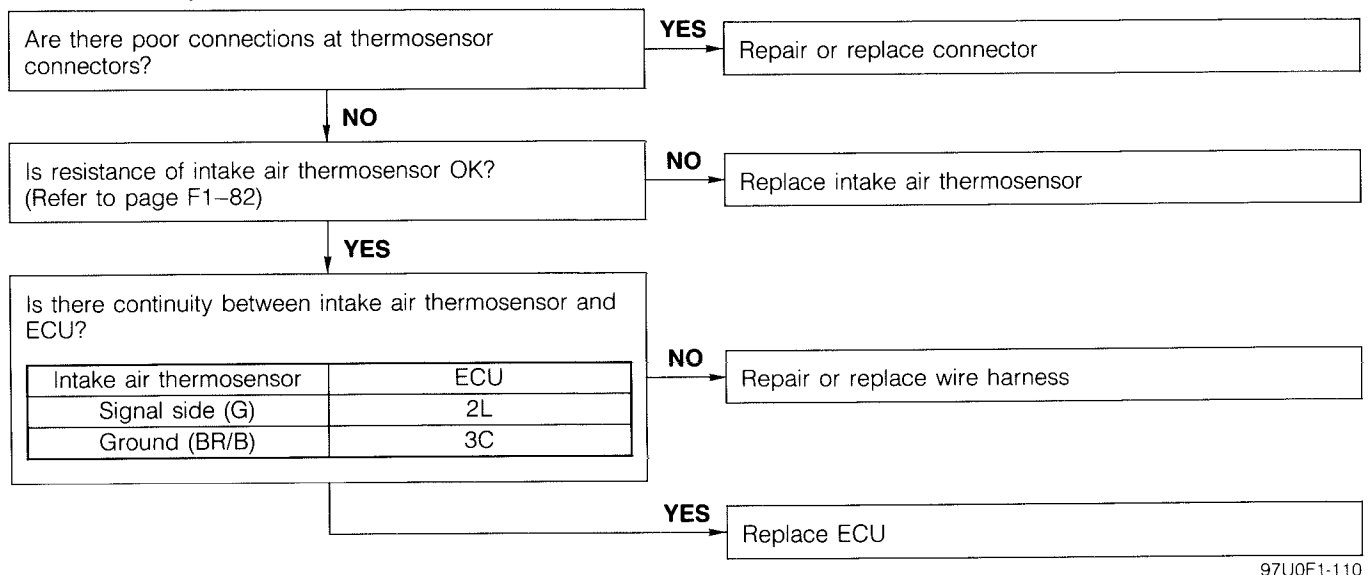 Are there poor connections at thermosensor
connectors?
YES
Repair or replace connector
NO
Is resistance of intake air thermosensor OK?
(Refer to page F1–82)
NO
Replace intake air thermosensor
YES
Is there continuity between intake air thermosensor and
ECU?
Intake air thermosensor ECU
Signal side (G) 2L
Ground (BR/B) 3C
NO
Repair or replace wire harness
YES
Replace ECU
97U0F1-110